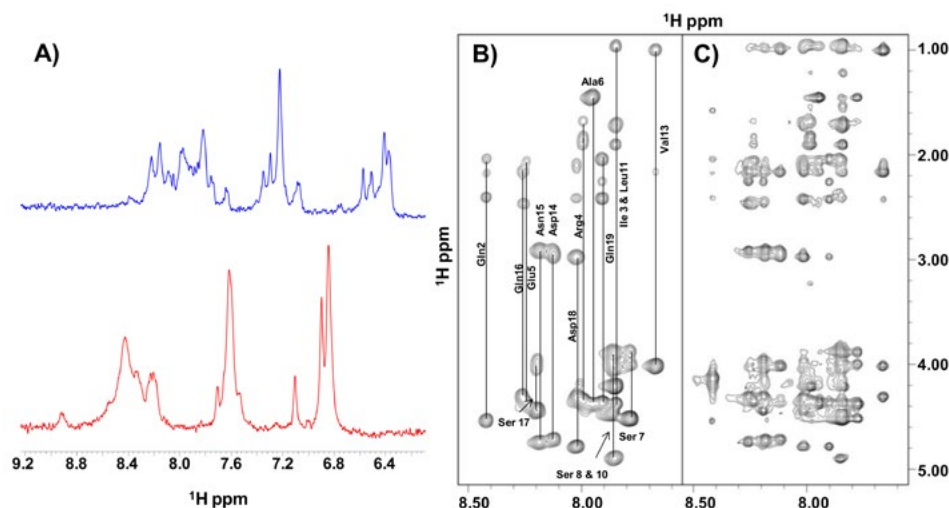 ¹H ppm
A)
B)
C)
1.00
2.00
3.00
4.00
5.00
¹H ppm
Gln2
Gln16
Glu5
Asn15
Asp14
Asp18
Arg4
Ala6
Gln19
Ile 3 & Leu11
Val13
Ser 17
Ser 7
Ser 8 & 10
9.2 8.8 8.4 8.0 7.6 7.2 6.8 6.4
¹H ppm
8.50 8.00
8.50 8.00